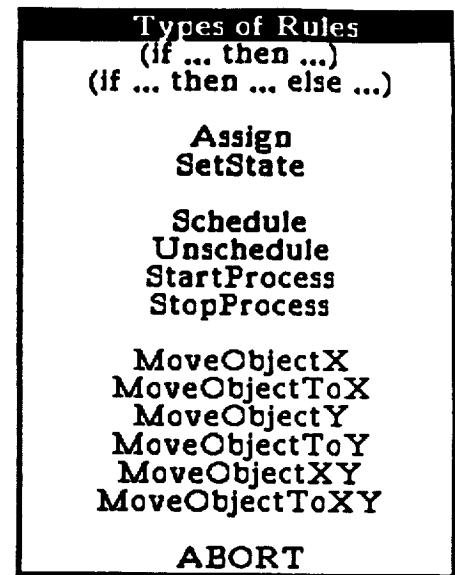 Types of Rules
(if ... then ...)
(if ... then ... else ...)
Assign
SetState
Schedule
Unschedule
StartProcess
StopProcess
MoveObjectX
MoveObjectToX
MoveObjectY
MoveObjectToY
MoveObjectXY
MoveObjectToXY
ABORT